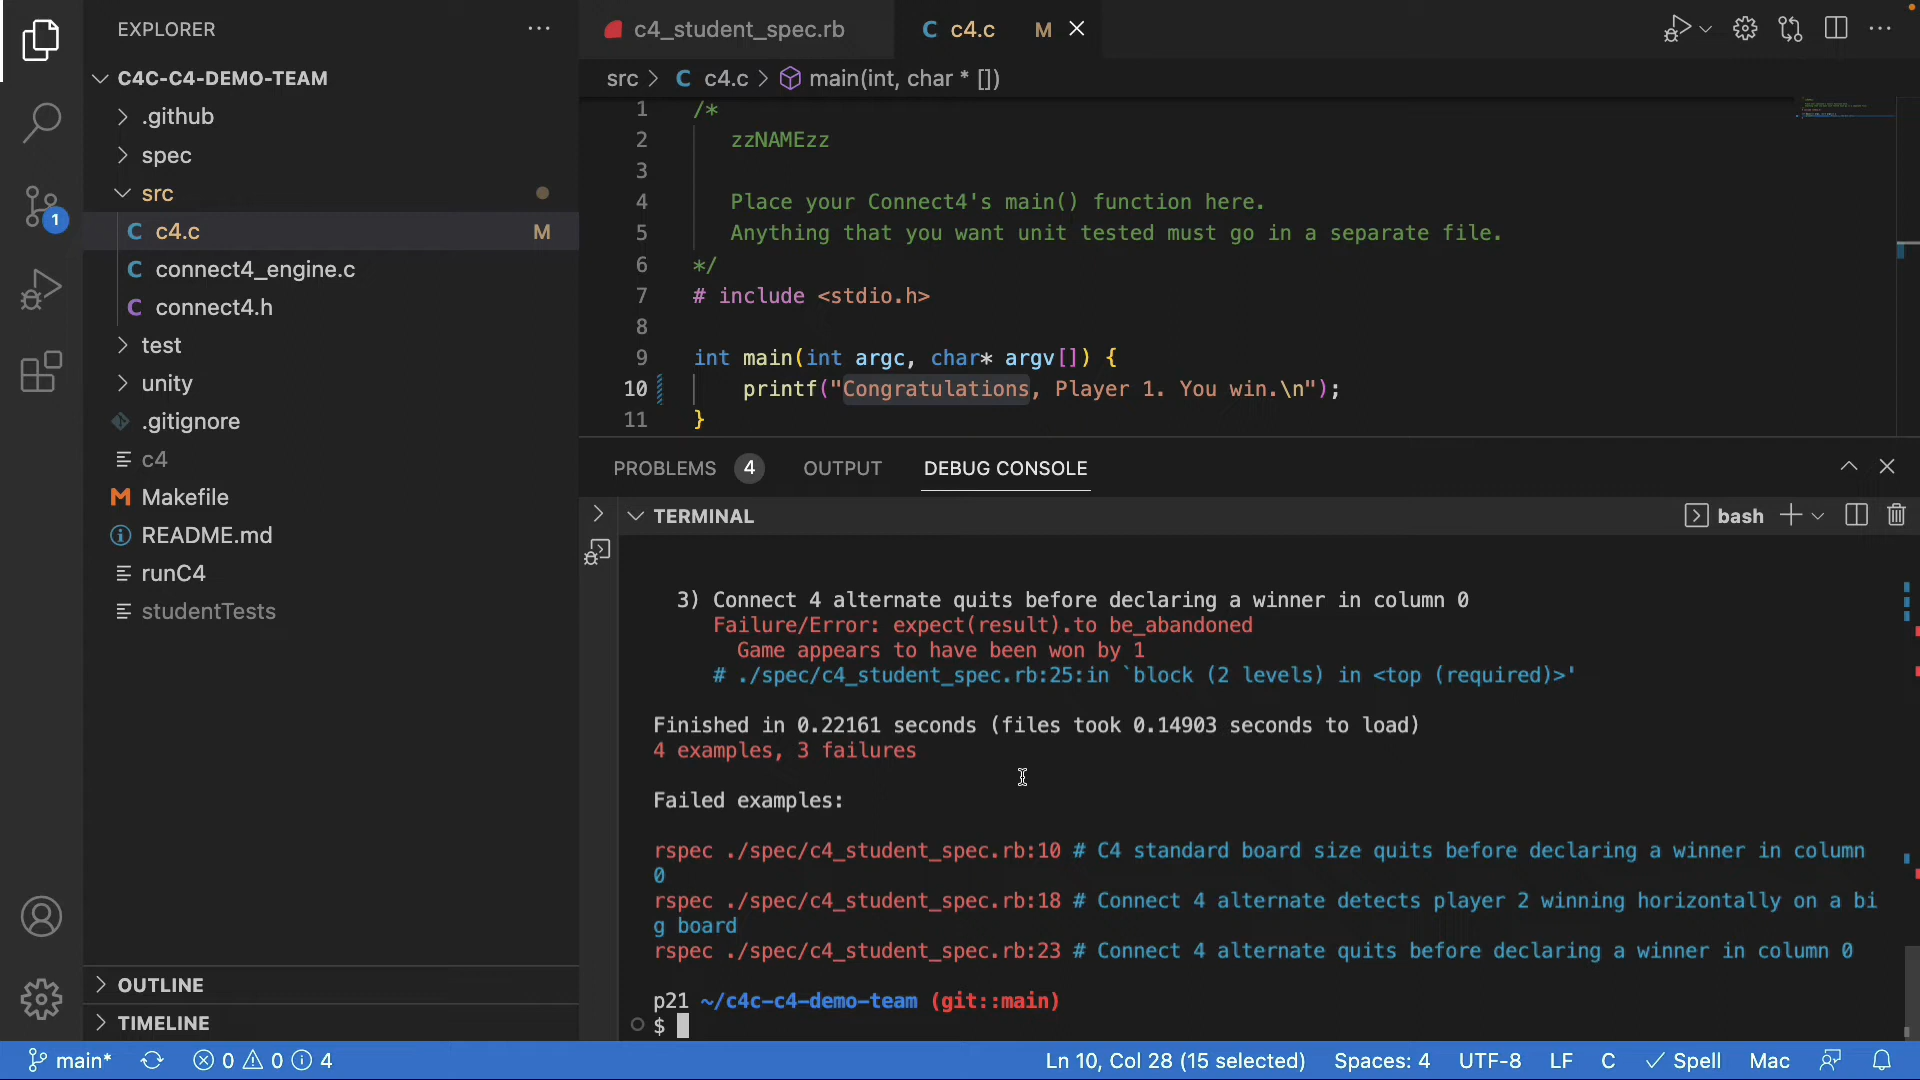 EXPLORER
C4C-C4-DEMO-TEAM
.github
spec
src
C c4.c M
C connect4_engine.c
C connect4.h
test
unity
.gitignore
c4
M Makefile
README.md
runC4
studentTests
OUTLINE
TIMELINE
1
c4_student_spec.rb
C c4.c M
src > C c4.c > main(int, char * [])
1 /*
2 zzNAMEzz
3
4 Place your Connect4's main() function here.
5 Anything that you want unit tested must go in a separate file.
6 */
7 # include <stdio.h>
8
9 int main(int argc, char* argv[]) {
10 printf("Congratulations, Player 1. You win.\n");
11 }
PROBLEMS 4 OUTPUT DEBUG CONSOLE
TERMINAL bash
3) Connect 4 alternate quits before declaring a winner in column 0
Failure/Error: expect(result).to be_abandoned
Game appears to have been won by 1
# ./spec/c4_student_spec.rb:25:in `block (2 levels) in <top (required)>'
Finished in 0.22161 seconds (files took 0.14903 seconds to load)
4 examples, 3 failures
Failed examples:
rspec ./spec/c4_student_spec.rb:10 # C4 standard board size quits before declaring a winner in column
0
rspec ./spec/c4_student_spec.rb:18 # Connect 4 alternate detects player 2 winning horizontally on a bi
g board
rspec ./spec/c4_student_spec.rb:23 # Connect 4 alternate quits before declaring a winner in column 0
p21 ~/c4c-c4-demo-team (git::main)
$
main* 0 0 4 Ln 10, Col 28 (15 selected) Spaces: 4 UTF-8 LF C Spell Mac